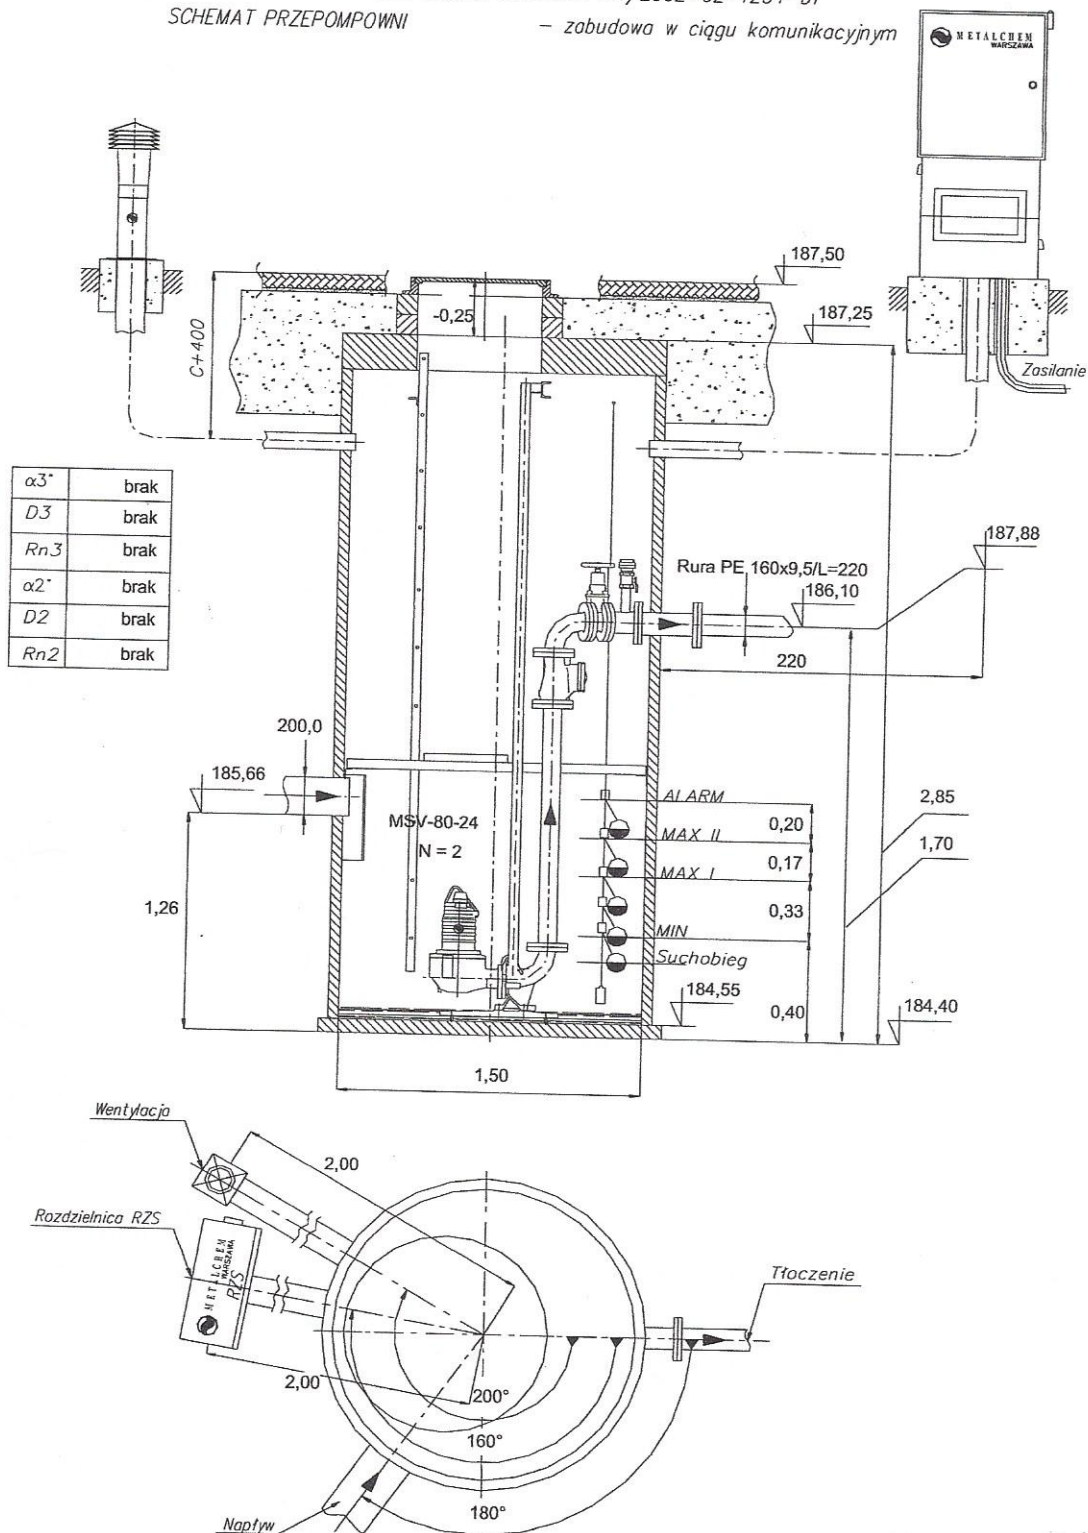 SCHEMAT PRZEPOMPOWNI
– zabudowa w ciągu komunikacyjnym
METALCHEM
WARSZAWA
187,50
187,25
-0,25
C+400
Zasilanie
α3° brak
D3 brak
Rn3 brak
α2° brak
D2 brak
Rn2 brak
187,88
Rura PE 160x9,5/L=220
186,10
220
200,0
185,66
MSV-80-24
N = 2
ALARM
0,20
MAX II
0,17
MAX I
0,33
MIN
Suchobieg
0,40
2,85
1,70
1,26
184,55
184,40
1,50
Wentylacja
2,00
Rozdzielnica RZS
METALCHEM
WARSZAWA
RZS
Tłoczenie
2,00
200°
160°
180°
Napływ